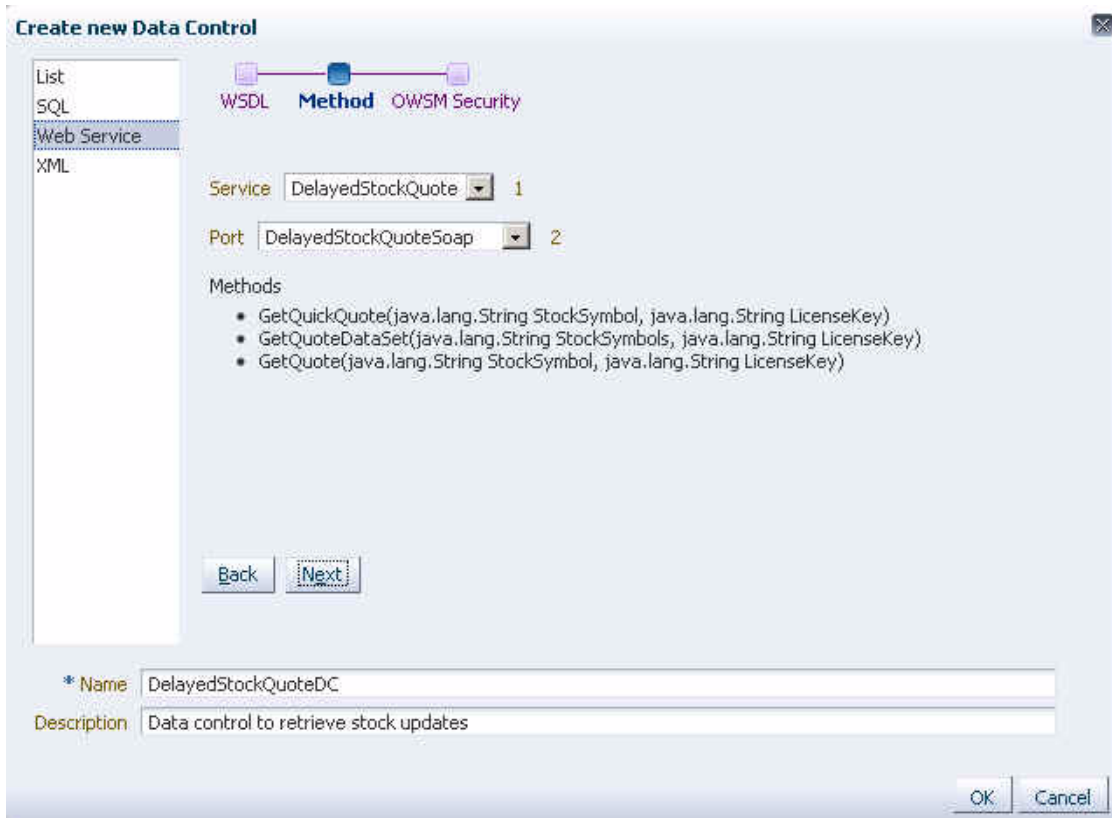 Create new Data Control
List
SQL
Web Service
XML
WSDL Method OWSM Security
Service DelayedStockQuote 1
Port DelayedStockQuoteSoap 2
Methods
• GetQuickQuote(java.lang.String StockSymbol, java.lang.String LicenseKey)
• GetQuoteDataSet(java.lang.String StockSymbols, java.lang.String LicenseKey)
• GetQuote(java.lang.String StockSymbol, java.lang.String LicenseKey)
Back Next
* Name DelayedStockQuoteDC
Description Data control to retrieve stock updates
OK Cancel